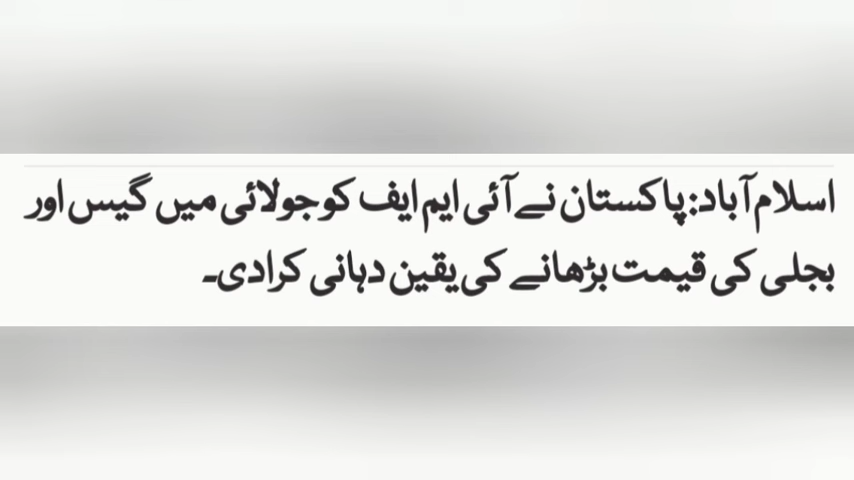 اسلام آباد: پاکستان نے آئی ایم ایف کو جولائی میں گیس اور
بجلی کی قیمت بڑھانے کی یقین دہانی کرادی۔